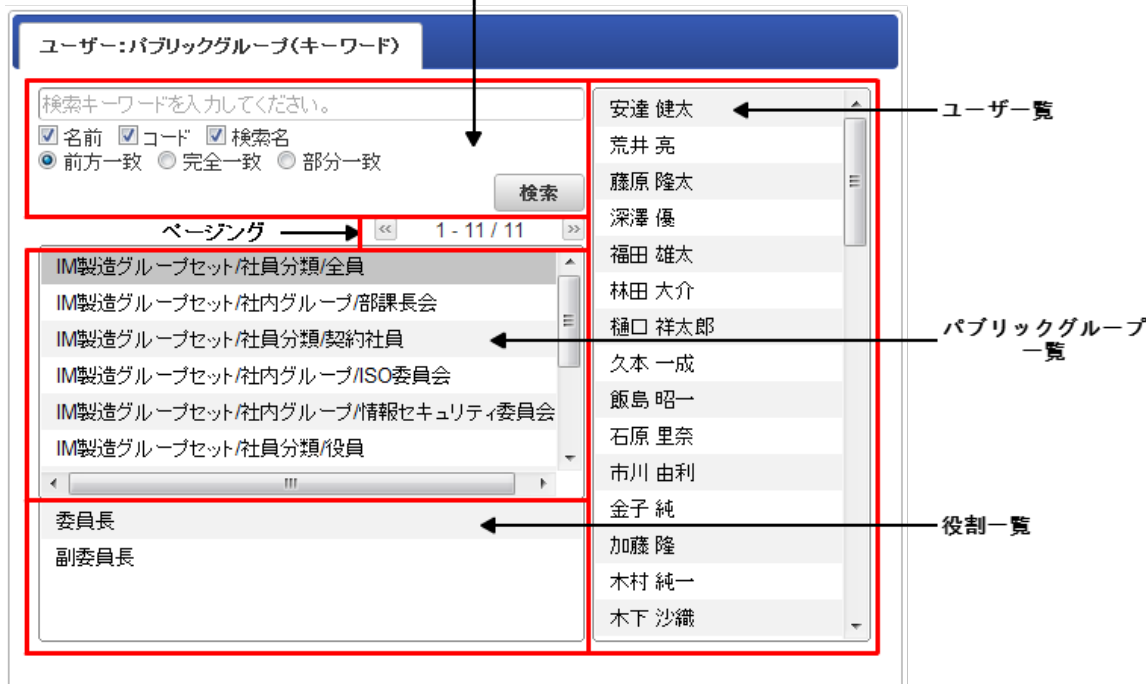 ユーザー:パブリックグループ(キーワード)
検索キーワードを入力してください。
名前 コード 検索名
前方一致 完全一致 部分一致
検索
ページング
<< 1 - 11 / 11 >>
IM製造グループセット/社員分類/全員
IM製造グループセット/社内グループ/部課長会
IM製造グループセット/社員分類/契約社員
IM製造グループセット/社内グループ/ISO委員会
IM製造グループセット/社内グループ/情報セキュリティ委員会
IM製造グループセット/社員分類/役員
委員長
副委員長
安達 健太
荒井 亮
藤原 隆太
深澤 優
福田 雄太
林田 大介
樋口 祥太郎
久本 一成
飯島 昭一
石原 里奈
市川 由利
金子 純
加藤 隆
木村 純一
木下 沙織
ユーザ一覧
パブリックグループ
一覧
役割一覧